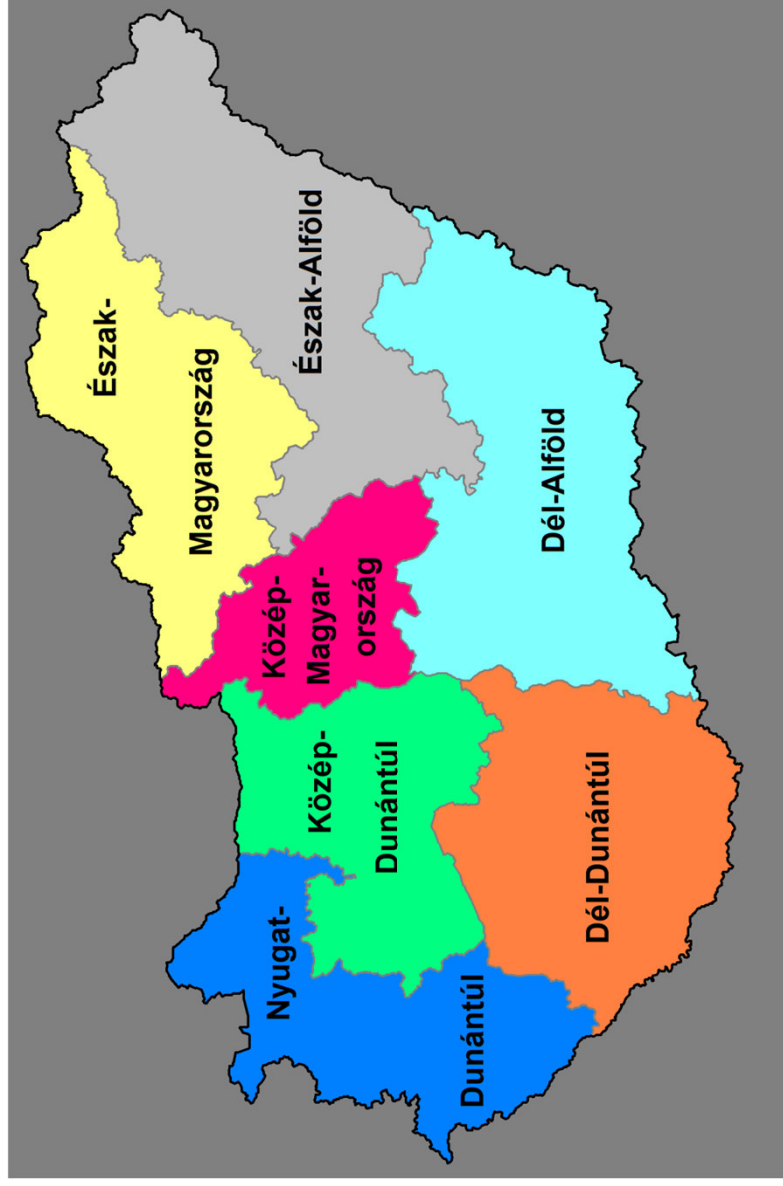 Észak-
Magyarország
Észak-Alföld
Közép-
Magyar-
ország
Nyugat-
Dunántúl
Közép-
Dunántúl
Dél-Alföld
Dél-Dunántúl